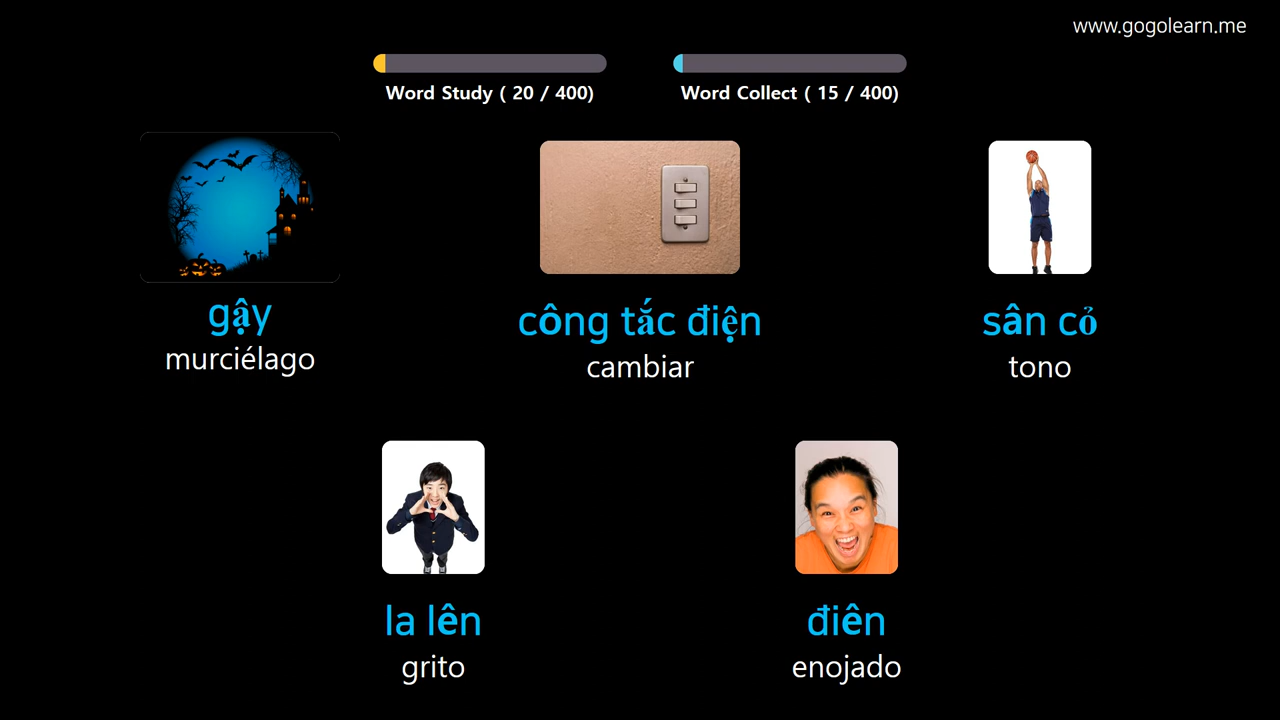 www.gogolearn.me
Word Study ( 20 / 400)
Word Collect ( 15 / 400)
gậy
murciélago
công tắc điện
cambiar
sân cỏ
tono
la lên
grito
điên
enojado